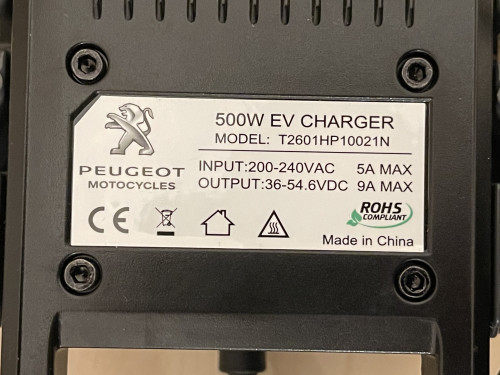 500W EV CHARGER
MODEL: T2601HP10021N
PEUGEOT
MOTOCYCLES
INPUT:200-240VAC 5A MAX
OUTPUT:36-54.6VDC 9A MAX
CE
ROHS
COMPLIANT
Made in China